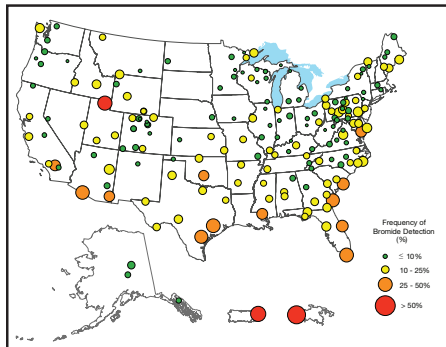 Frequency of
Bromide Detection
(%)
≤ 10%
10 - 25%
25 - 50%
> 50%